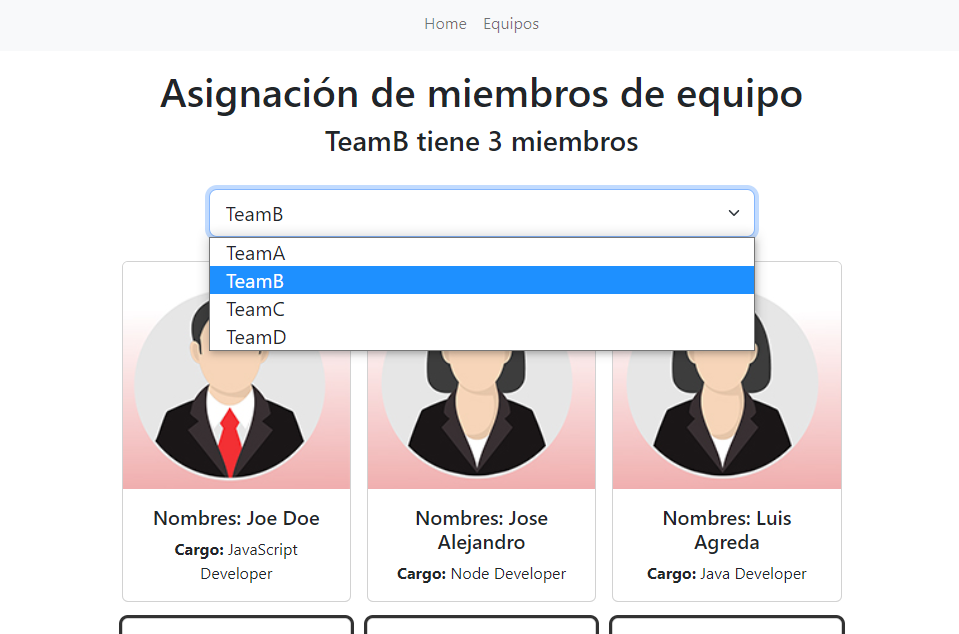 Home Equipos
Asignación de miembros de equipo
TeamB tiene 3 miembros
TeamB
TeamA
TeamB
TeamC
TeamD
Nombres: Joe Doe
Cargo: JavaScript
Developer
Nombres: Jose
Alejandro
Cargo: Node Developer
Nombres: Luis
Agreda
Cargo: Java Developer